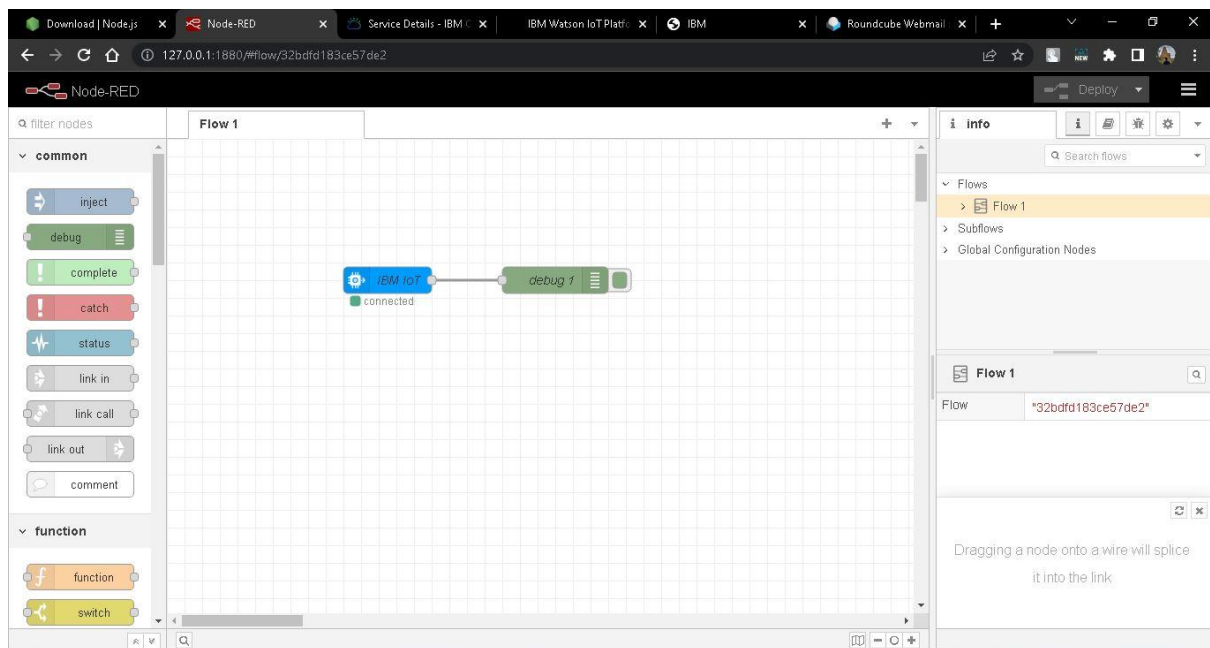 Download | Node.js
Node-RED
Service Details - IBM C
IBM Watson IoT Platfo
IBM
Roundcube Webmail
127.0.0.1:1880/#flow/32bdfd183ce57de2
NEW
Node-RED
Deploy
filter nodes
Flow 1
i info
i
common
Search flows
inject
Flows
Flow 1
debug
Subflows
Global Configuration Nodes
complete
IBM IoT
debug 1
catch
connected
status
link in
Flow 1
link call
Flow
"32bdfd183ce57de2"
link out
comment
function
Dragging a node onto a wire will splice
it into the link
function
switch